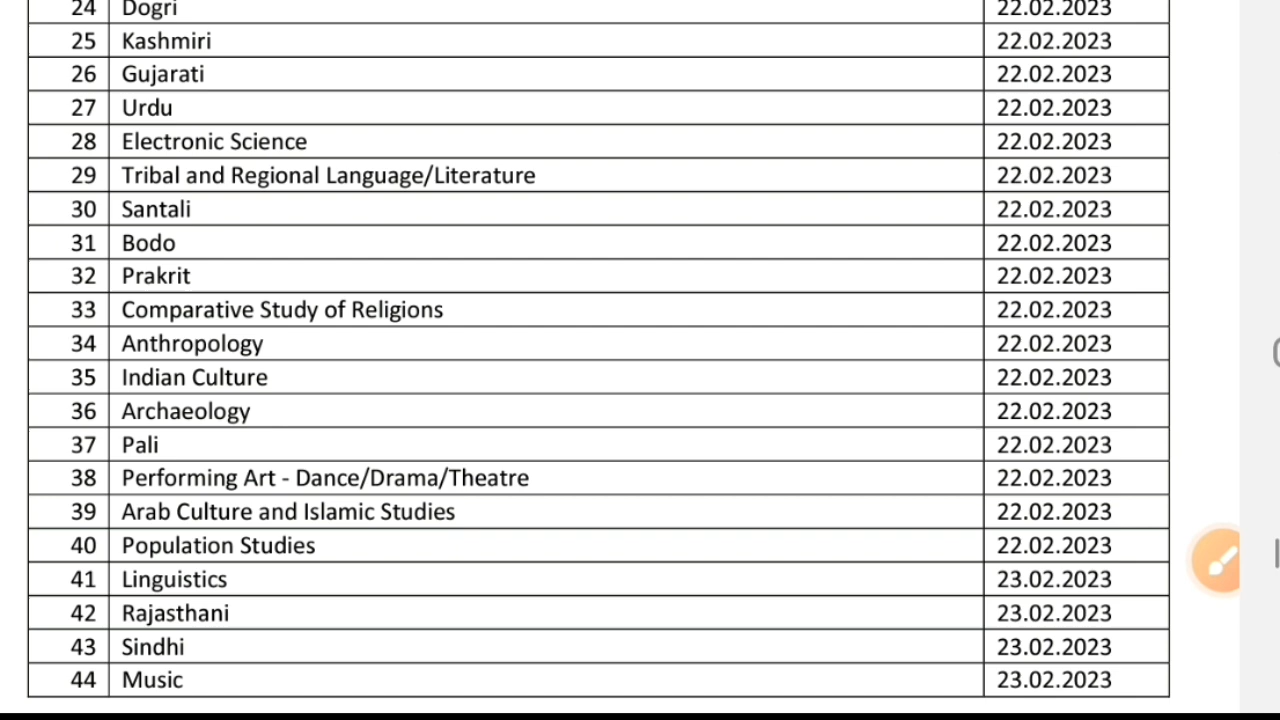 24 Dogri 22.02.2023
25 Kashmiri 22.02.2023
26 Gujarati 22.02.2023
27 Urdu 22.02.2023
28 Electronic Science 22.02.2023
29 Tribal and Regional Language/Literature 22.02.2023
30 Santali 22.02.2023
31 Bodo 22.02.2023
32 Prakrit 22.02.2023
33 Comparative Study of Religions 22.02.2023
34 Anthropology 22.02.2023
35 Indian Culture 22.02.2023
36 Archaeology 22.02.2023
37 Pali 22.02.2023
38 Performing Art - Dance/Drama/Theatre 22.02.2023
39 Arab Culture and Islamic Studies 22.02.2023
40 Population Studies 22.02.2023
41 Linguistics 23.02.2023
42 Rajasthani 23.02.2023
43 Sindhi 23.02.2023
44 Music 23.02.2023